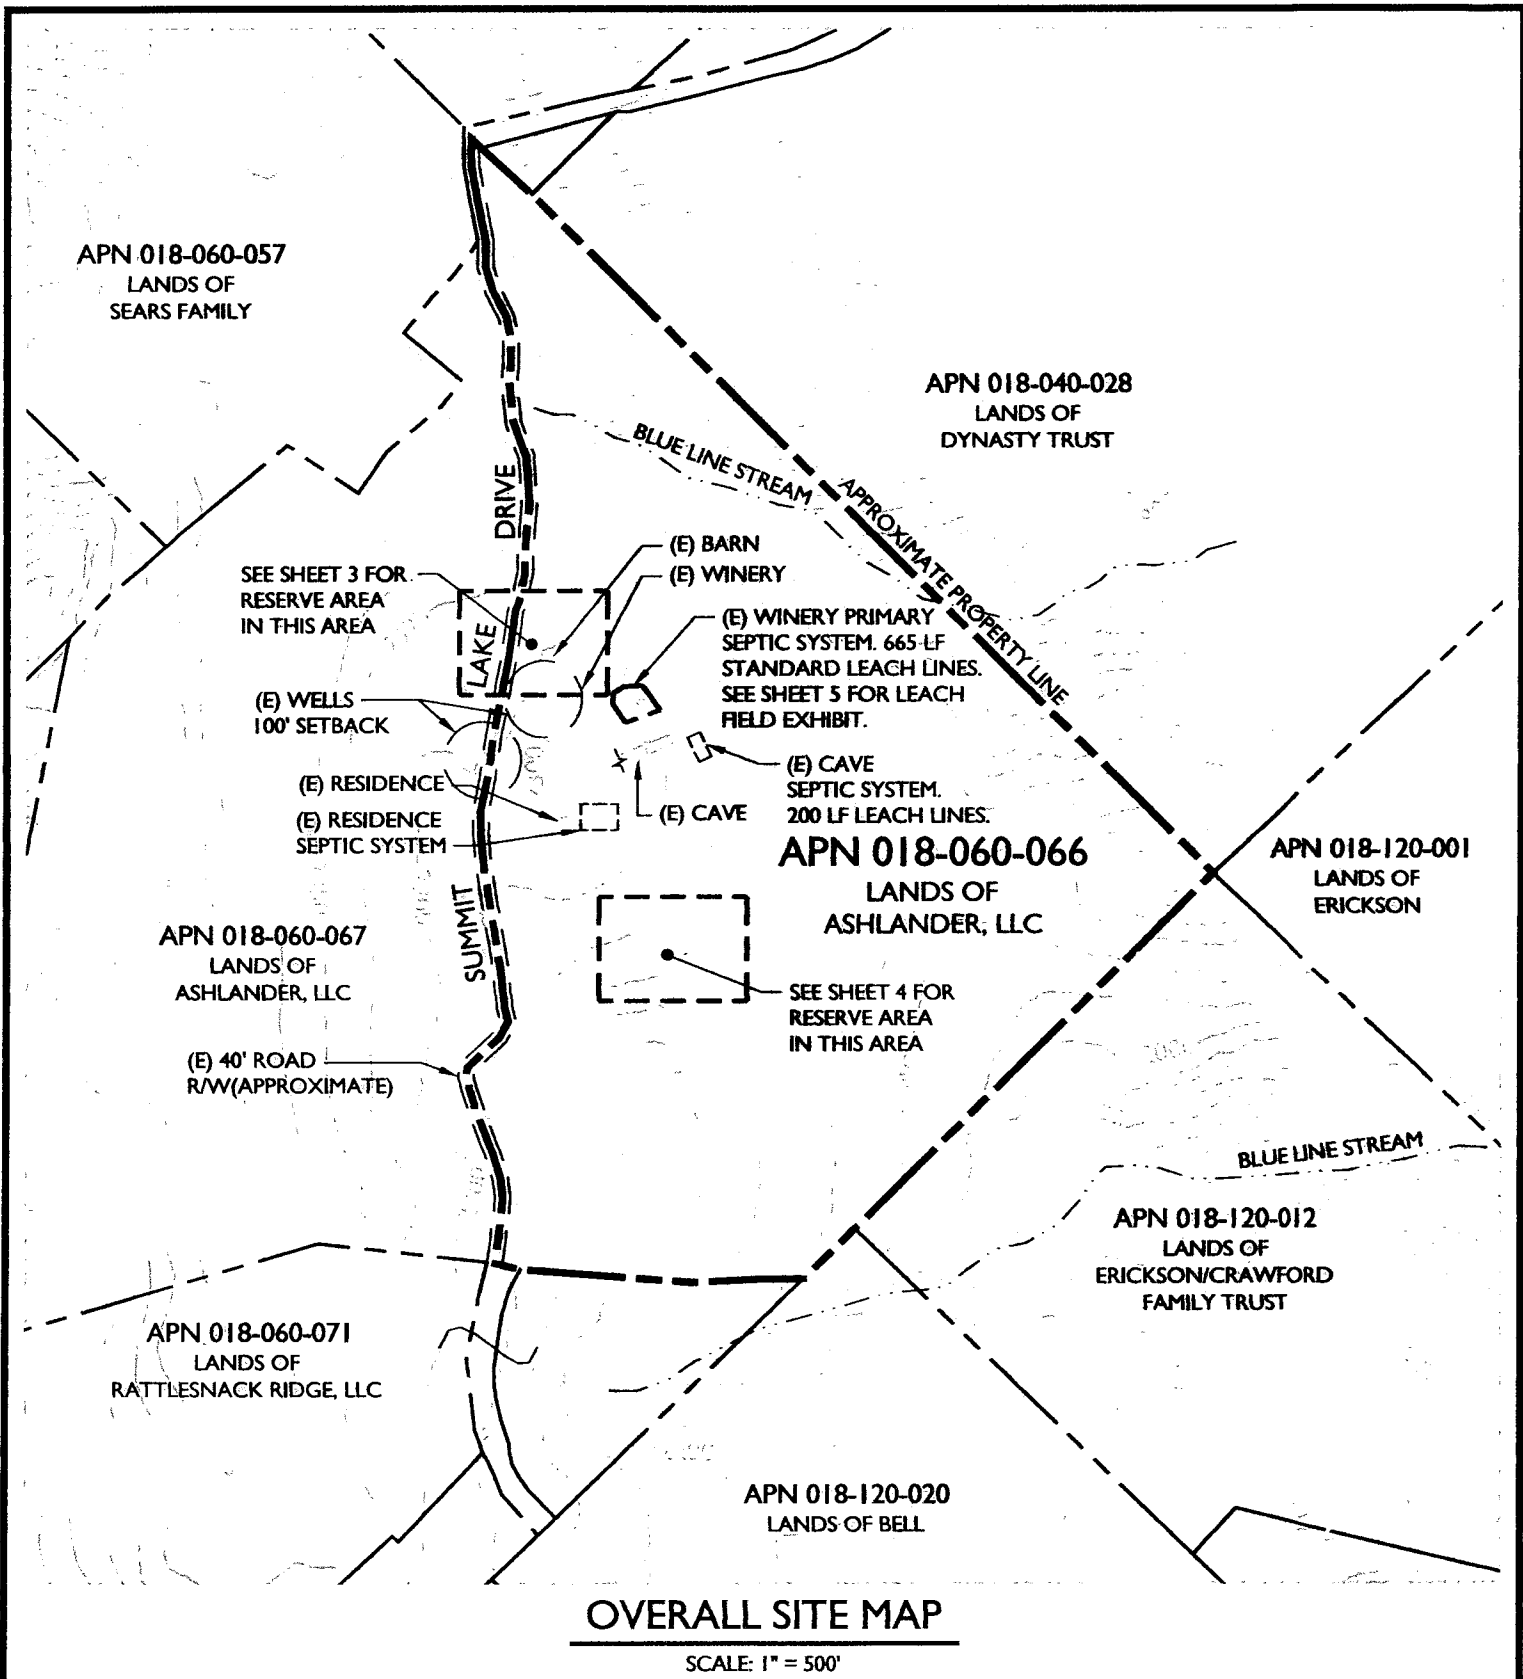 APN 018-060-057
LANDS OF
SEARS FAMILY
APN 018-040-028
LANDS OF
DYNASTY TRUST
BLUE LINE STREAM
APPROXIMATE PROPERTY LINE
SUMMIT LAKE DRIVE
(E) BARN
(E) WINERY
SEE SHEET 3 FOR
RESERVE AREA
IN THIS AREA
(E) WINERY PRIMARY
SEPTIC SYSTEM. 665 LF
STANDARD LEACH LINES.
SEE SHEET 5 FOR LEACH
FIELD EXHIBIT.
(E) WELLS
100' SETBACK
(E) CAVE
SEPTIC SYSTEM.
200 LF LEACH LINES.
(E) RESIDENCE
(E) RESIDENCE
SEPTIC SYSTEM
(E) CAVE
APN 018-060-066
LANDS OF
ASHLANDER, LLC
APN 018-120-001
LANDS OF
ERICKSON
APN 018-060-067
LANDS OF
ASHLANDER, LLC
SEE SHEET 4 FOR
RESERVE AREA
IN THIS AREA
(E) 40' ROAD
R/W(APPROXIMATE)
BLUE LINE STREAM
APN 018-120-012
LANDS OF
ERICKSON/CRAWFORD
FAMILY TRUST
APN 018-060-071
LANDS OF
RATTLESNACK RIDGE, LLC
APN 018-120-020
LANDS OF BELL
OVERALL SITE MAP
SCALE: 1" = 500'